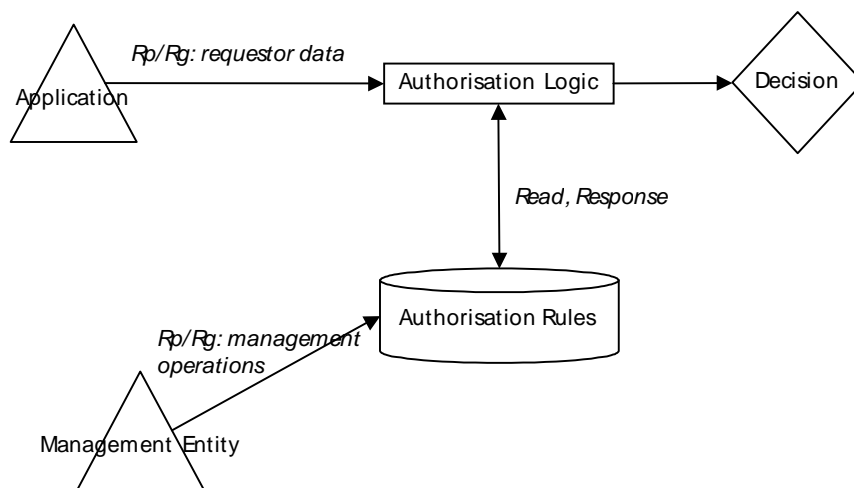 Rp/Rg: requestor data
Application
Authorisation Logic
Decision
Read, Response
Authorisation Rules
Rp/Rg: management
operations
Management Entity